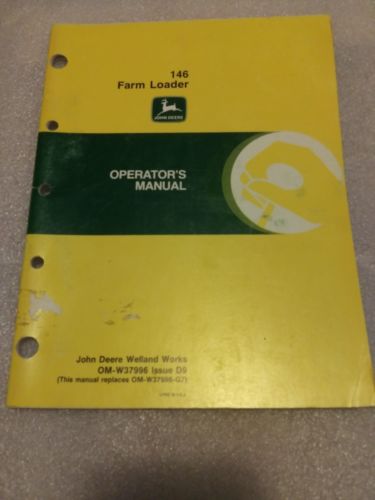 146
Farm Loader
JOHN DEERE
OPERATOR'S
MANUAL
John Deere Welland Works
OM-W37996 Issue D9
(This manual replaces OM-W37996-G7)